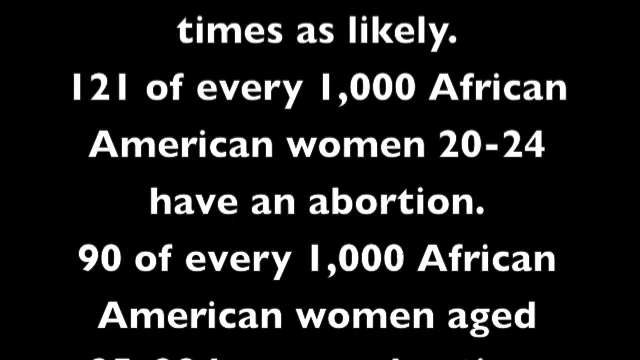 times as likely.
121 of every 1,000 African
American women 20-24
have an abortion.
90 of every 1,000 African
American women aged